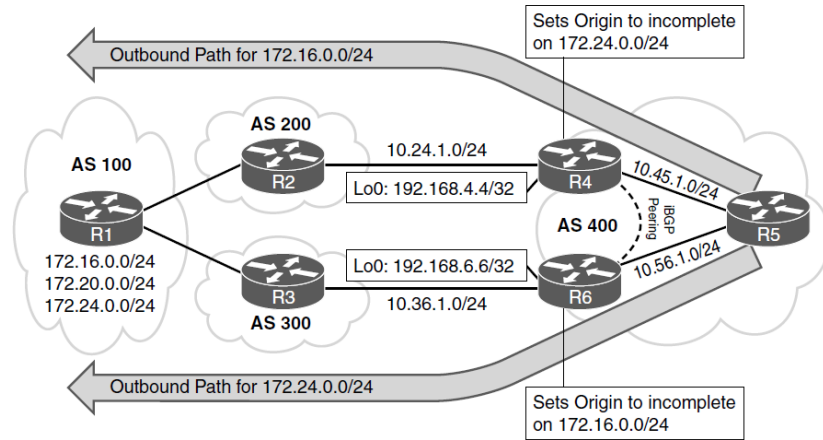 Sets Origin to incomplete
on 172.24.0.0/24
Outbound Path for 172.16.0.0/24
AS 200
10.24.1.0/24
AS 100
R2
R4
10.45.1.0/24
Lo0: 192.168.4.4/32
iBGP
Peering
R1
AS 400
R5
172.16.0.0/24
172.20.0.0/24
172.24.0.0/24
Lo0: 192.168.6.6/32
10.56.1.0/24
R3
R6
10.36.1.0/24
AS 300
Outbound Path for 172.24.0.0/24
Sets Origin to incomplete
on 172.16.0.0/24